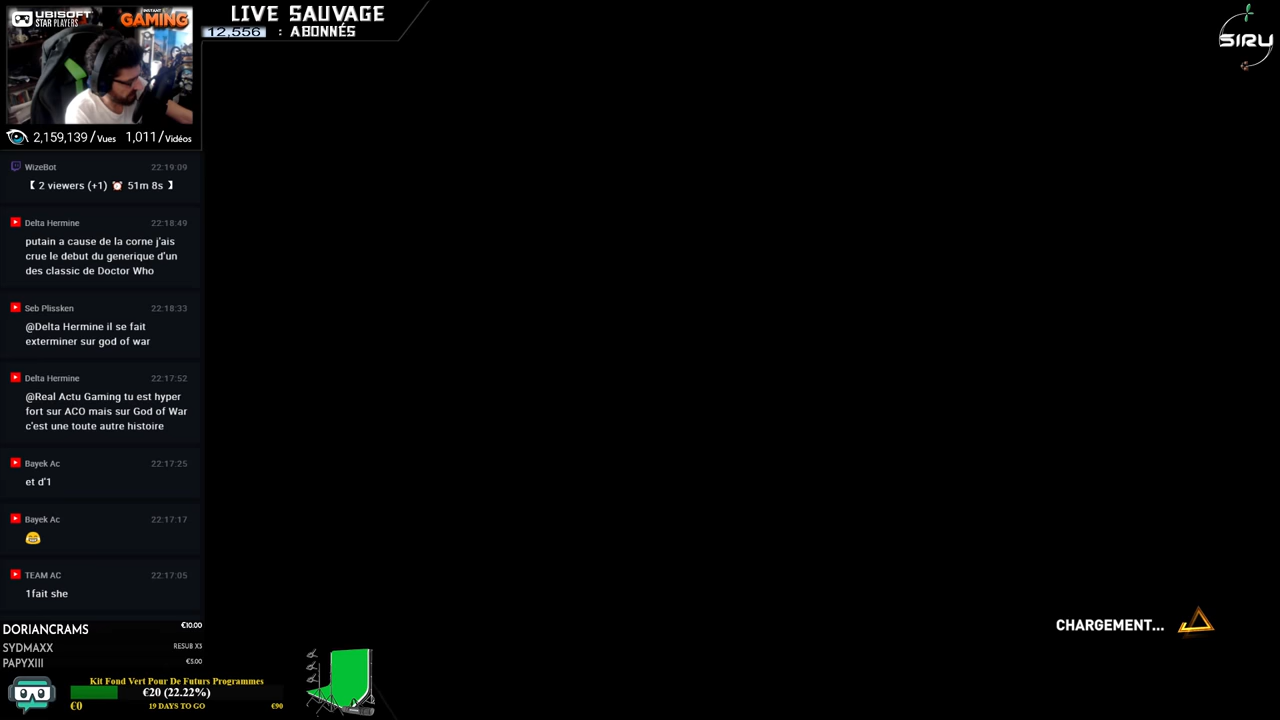 UBISOFT
STAR PLAYERS
INSTANT
GAMING
LIVE SAUVAGE
12,556 : ABONNÉS
SIRU
2,159,139 / Vues 1,011 / Vidéos
WizeBot 22:19:09
【 2 viewers (+1) ⏰ 51m 8s 】
Delta Hermine 22:18:49
putain a cause de la corne j'ais
crue le debut du generique d'un
des classic de Doctor Who
Seb Plissken 22:18:33
@Delta Hermine il se fait
exterminer sur god of war
Delta Hermine 22:17:52
@Real Actu Gaming tu est hyper
fort sur ACO mais sur God of War
c'est une toute autre histoire
Bayek Ac 22:17:25
et d'1
Bayek Ac 22:17:17
😂
TEAM AC 22:17:05
1fait she
DORIANCRAMS €10.00
SYDMAXX RESUB X3
PAPYXIII €5.00
Kit Fond Vert Pour De Futurs Programmes
€20 (22.22%)
€0 19 DAYS TO GO €90
CHARGEMENT...